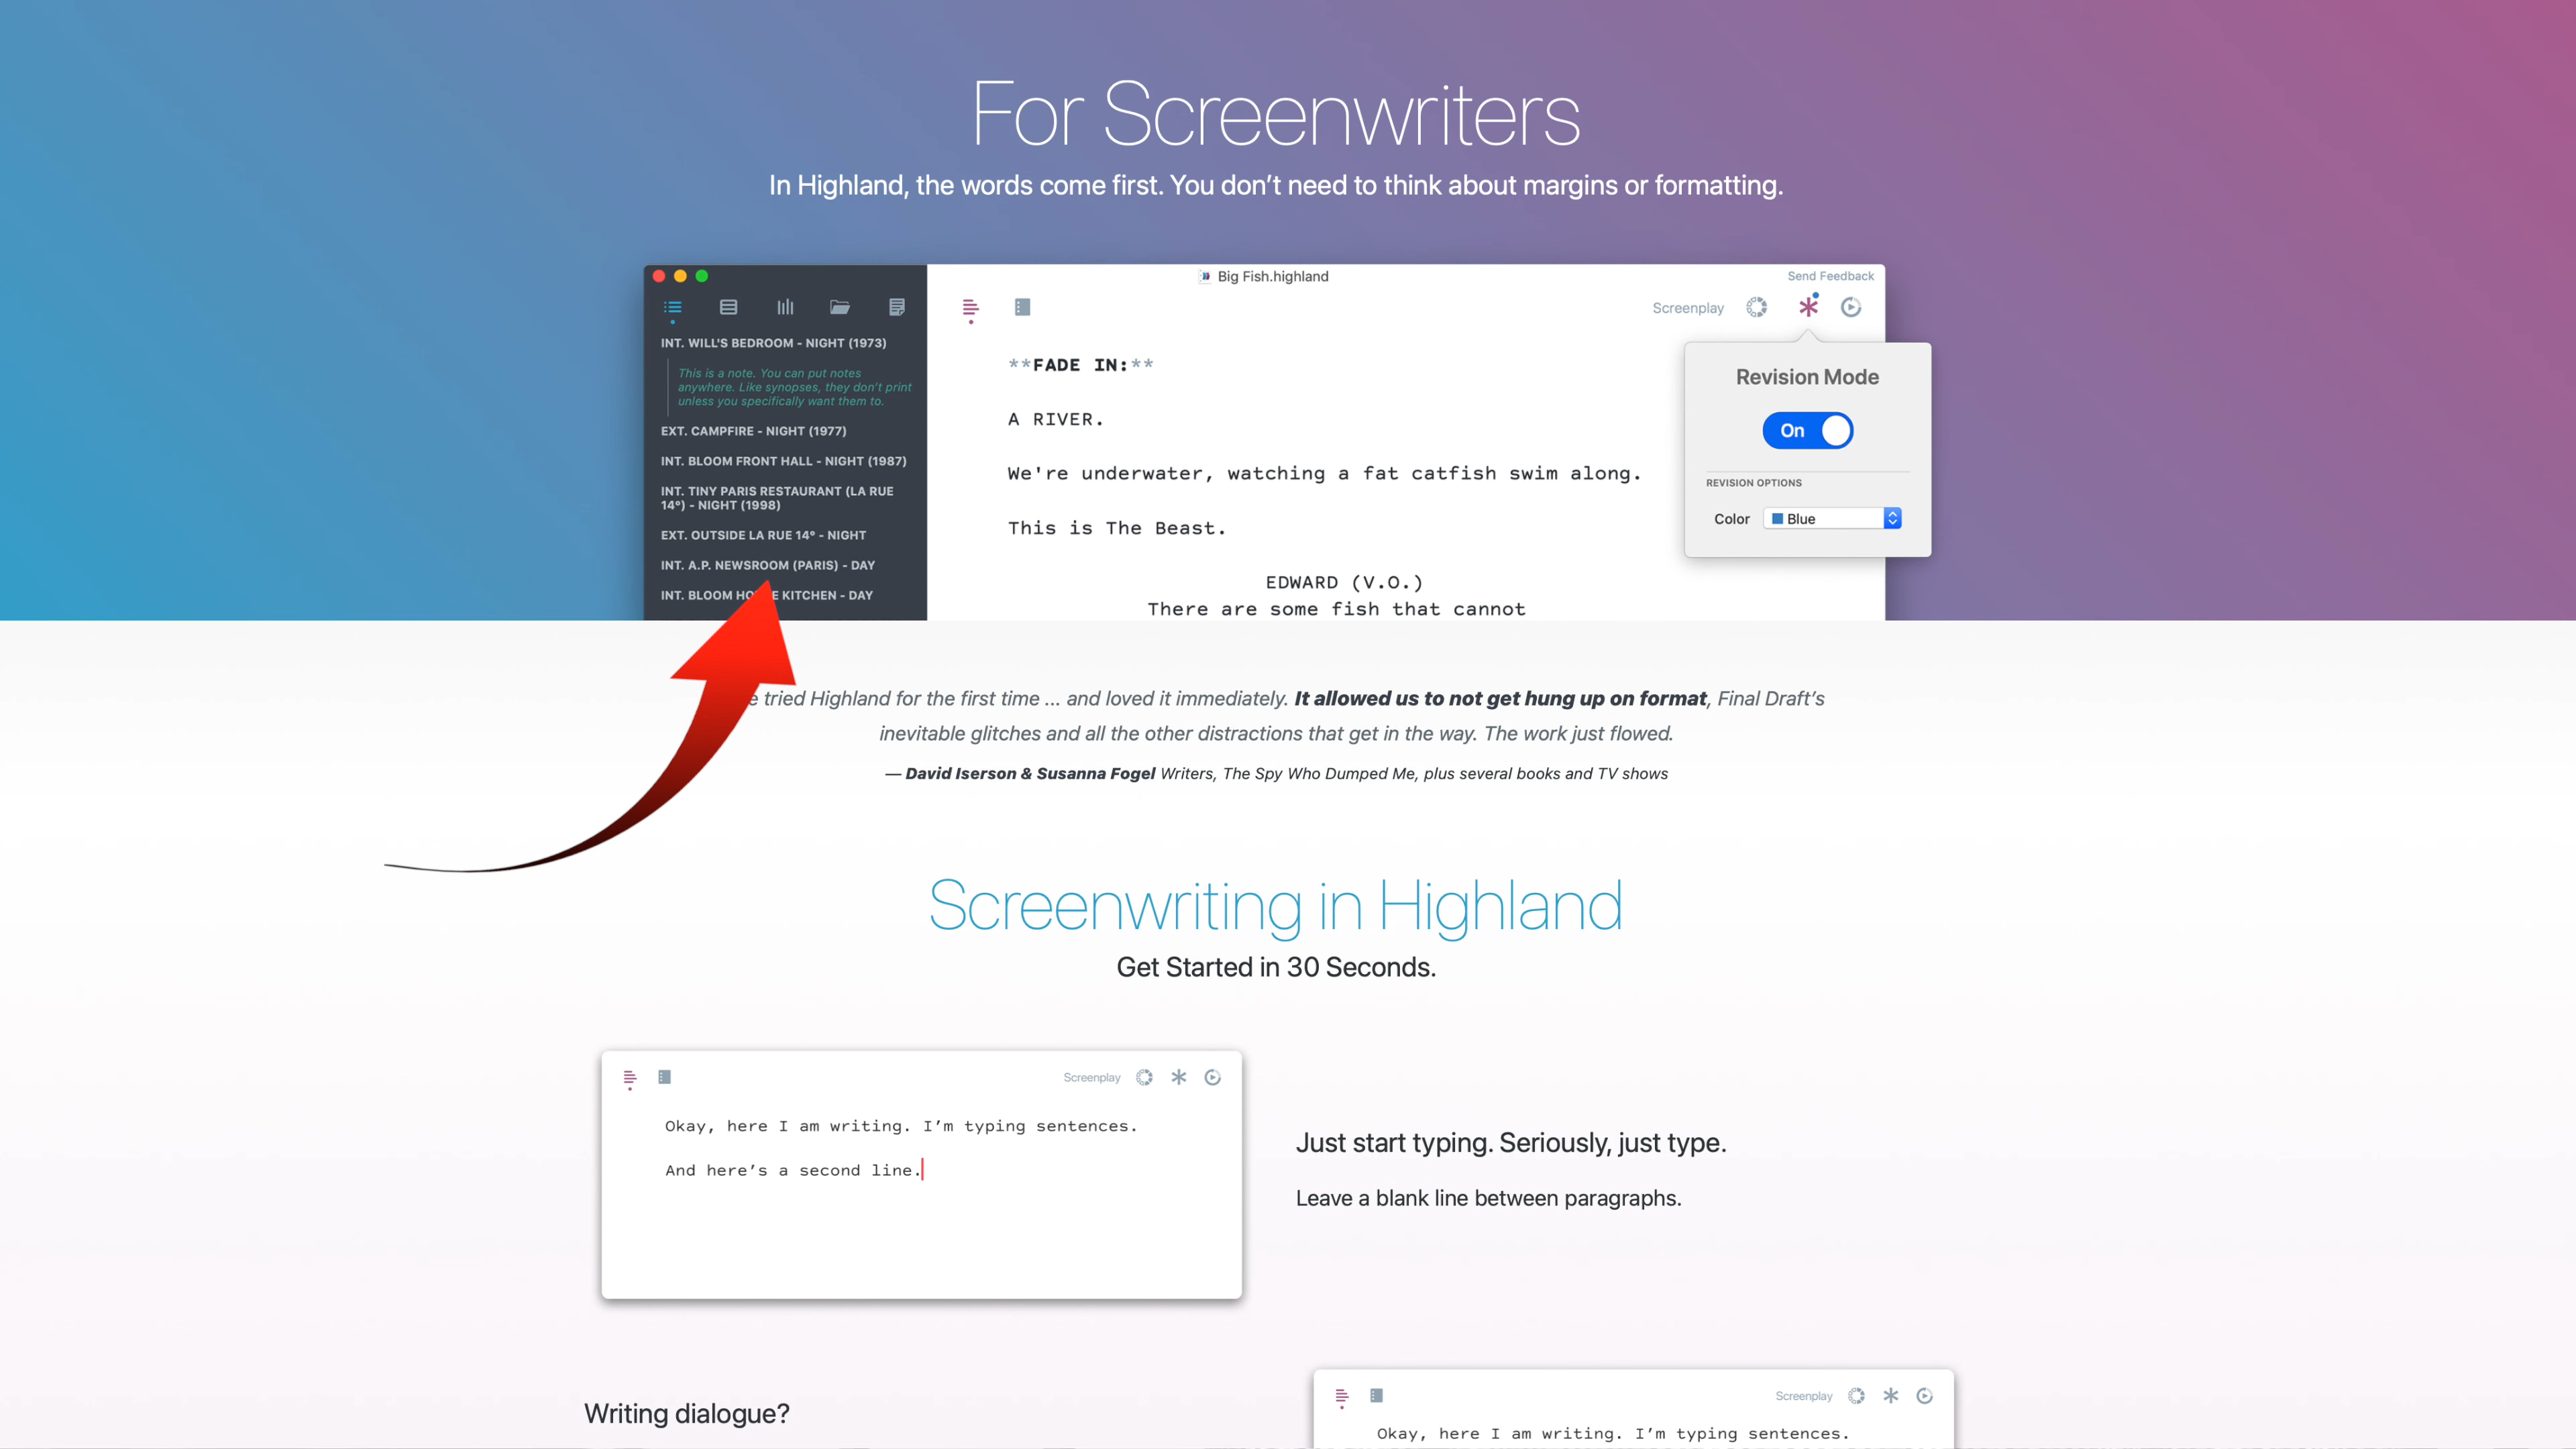 For Screenwriters
In Highland, the words come first. You don't need to think about margins or formatting.
Big Fish.highland
Send Feedback
Screenplay
INT. WILL'S BEDROOM - NIGHT (1973)
This is a note. You can put notes
anywhere. Like synopses, they don't print
unless you specifically want them to.
EXT. CAMPFIRE - NIGHT (1977)
INT. BLOOM FRONT HALL - NIGHT (1987)
INT. TINY PARIS RESTAURANT (LA RUE
14°) - NIGHT (1998)
EXT. OUTSIDE LA RUE 14° - NIGHT
INT. A.P. NEWSROOM (PARIS) - DAY
INT. BLOOM KITCHEN - DAY
**FADE IN:**
A RIVER.
We're underwater, watching a fat catfish swim along.
This is The Beast.
EDWARD (V.O.)
There are some fish that cannot
Revision Mode
On
REVISION OPTIONS
Color Blue
tried Highland for the first time ... and loved it immediately. It allowed us to not get hung up on format, Final Draft's
inevitable glitches and all the other distractions that get in the way. The work just flowed.
— David Iserson & Susanna Fogel Writers, The Spy Who Dumped Me, plus several books and TV shows
Screenwriting in Highland
Get Started in 30 Seconds.
Screenplay
Okay, here I am writing. I'm typing sentences.
And here's a second line.
Just start typing. Seriously, just type.
Leave a blank line between paragraphs.
Writing dialogue?
Screenplay
Okay, here I am writing. I'm typing sentences.